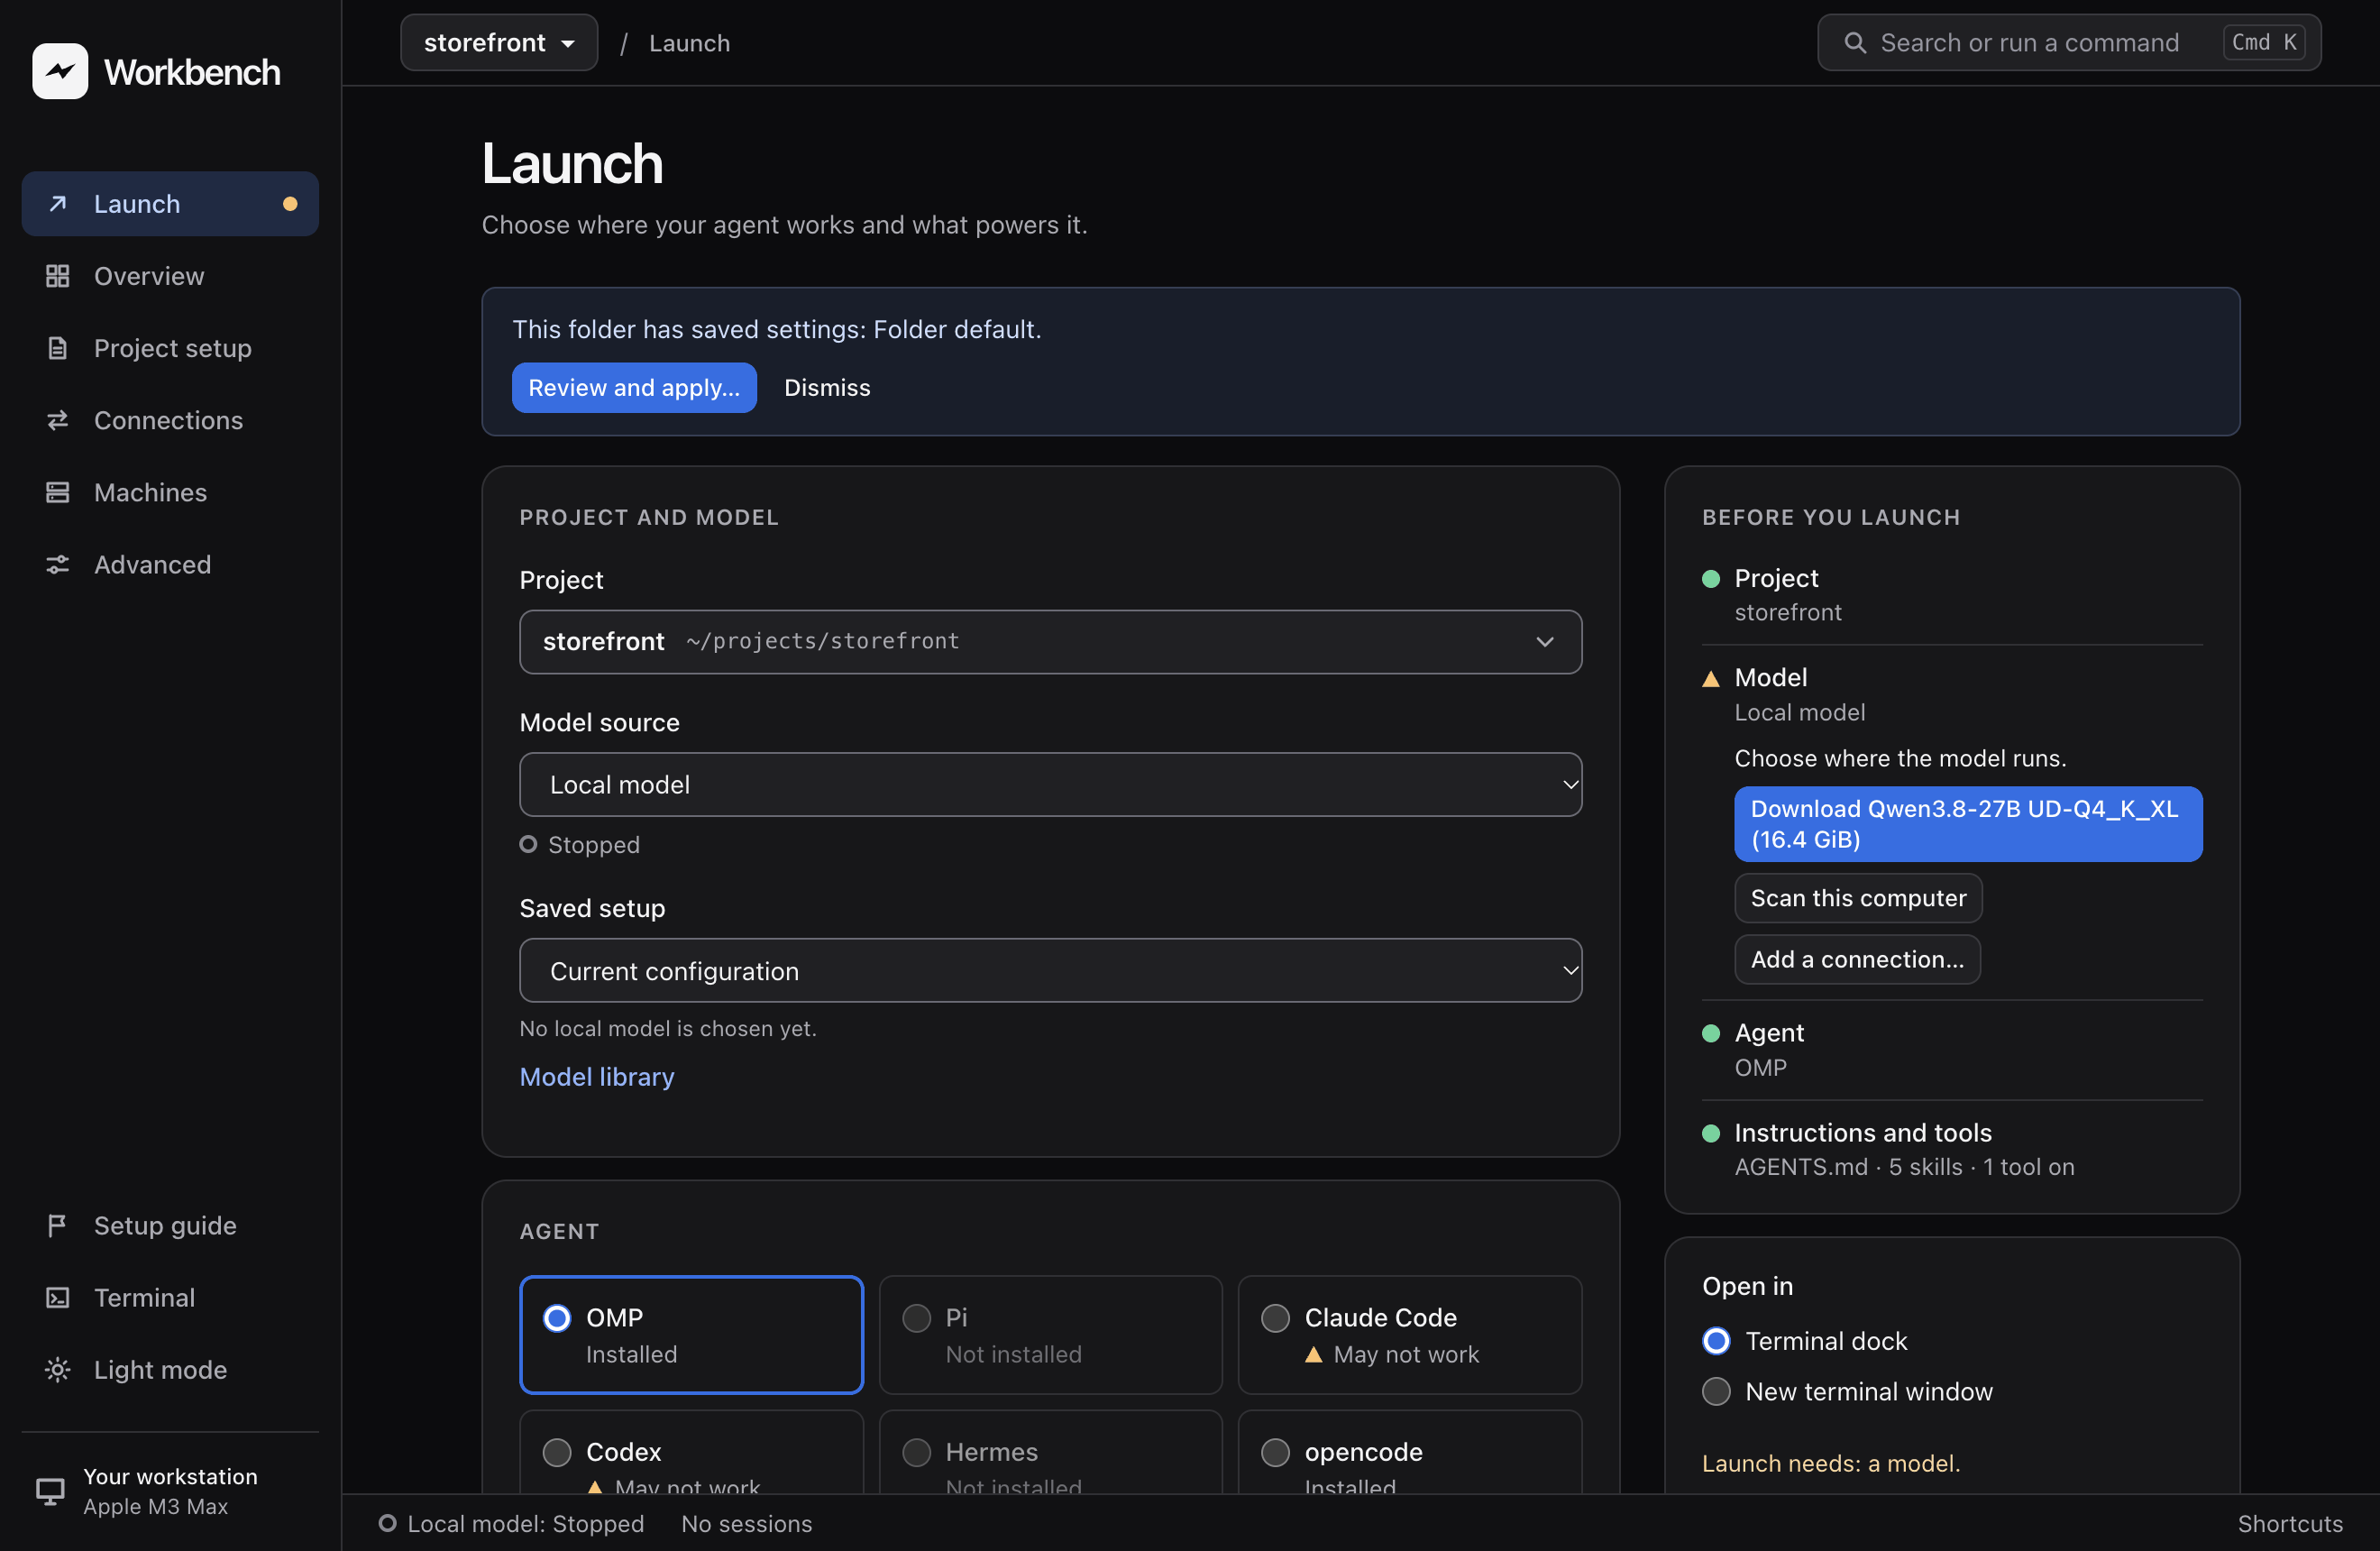 Workbench
storefront / Launch
Search or run a command Cmd K
Launch
Overview
Project setup
Connections
Machines
Advanced
Setup guide
Terminal
Light mode
Your workstation
Apple M3 Max
Launch
Choose where your agent works and what powers it.
This folder has saved settings: Folder default.
Review and apply... Dismiss
PROJECT AND MODEL
Project
storefront ~/projects/storefront
Model source
Local model
Stopped
Saved setup
Current configuration
No local model is chosen yet.
Model library
AGENT
OMP
Installed
Pi
Not installed
Claude Code
May not work
Codex
May not work
Hermes
Not installed
opencode
Installed
BEFORE YOU LAUNCH
Project
storefront
Model
Local model
Choose where the model runs.
Download Qwen3.8-27B UD-Q4_K_XL
(16.4 GiB)
Scan this computer
Add a connection...
Agent
OMP
Instructions and tools
AGENTS.md · 5 skills · 1 tool on
Open in
Terminal dock
New terminal window
Launch needs: a model.
Local model: Stopped No sessions
Shortcuts